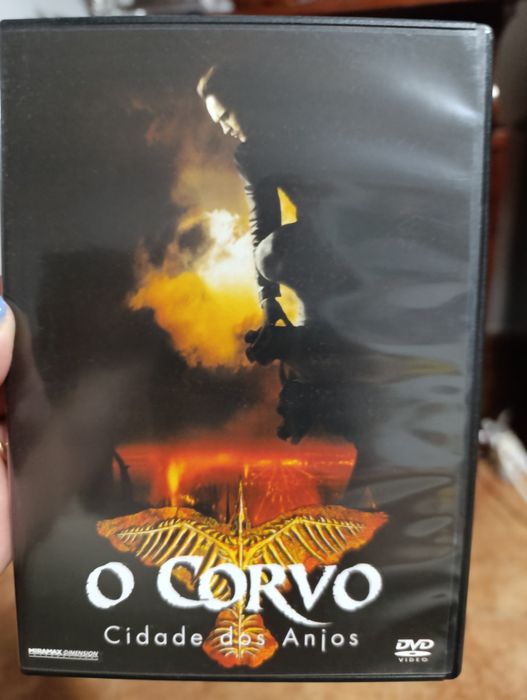 O CORVO
Cidade dos Anjos
MIRAMAX DIMENSION
DVD
VIDEO